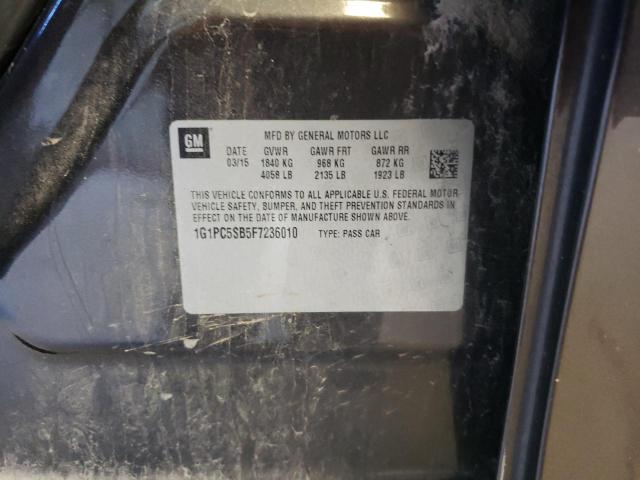 GM
MFD BY GENERAL MOTORS LLC
DATE GVWR GAWR FRT GAWR RR
03/15 1840 KG 968 KG 872 KG
4058 LB 2135 LB 1923 LB
THIS VEHICLE CONFORMS TO ALL APPLICABLE U.S. FEDERAL MOTOR
VEHICLE SAFETY, BUMPER, AND THEFT PREVENTION STANDARDS IN
EFFECT ON THE DATE OF MANUFACTURE SHOWN ABOVE.
1G1PC5SB5F7236010 TYPE: PASS CAR